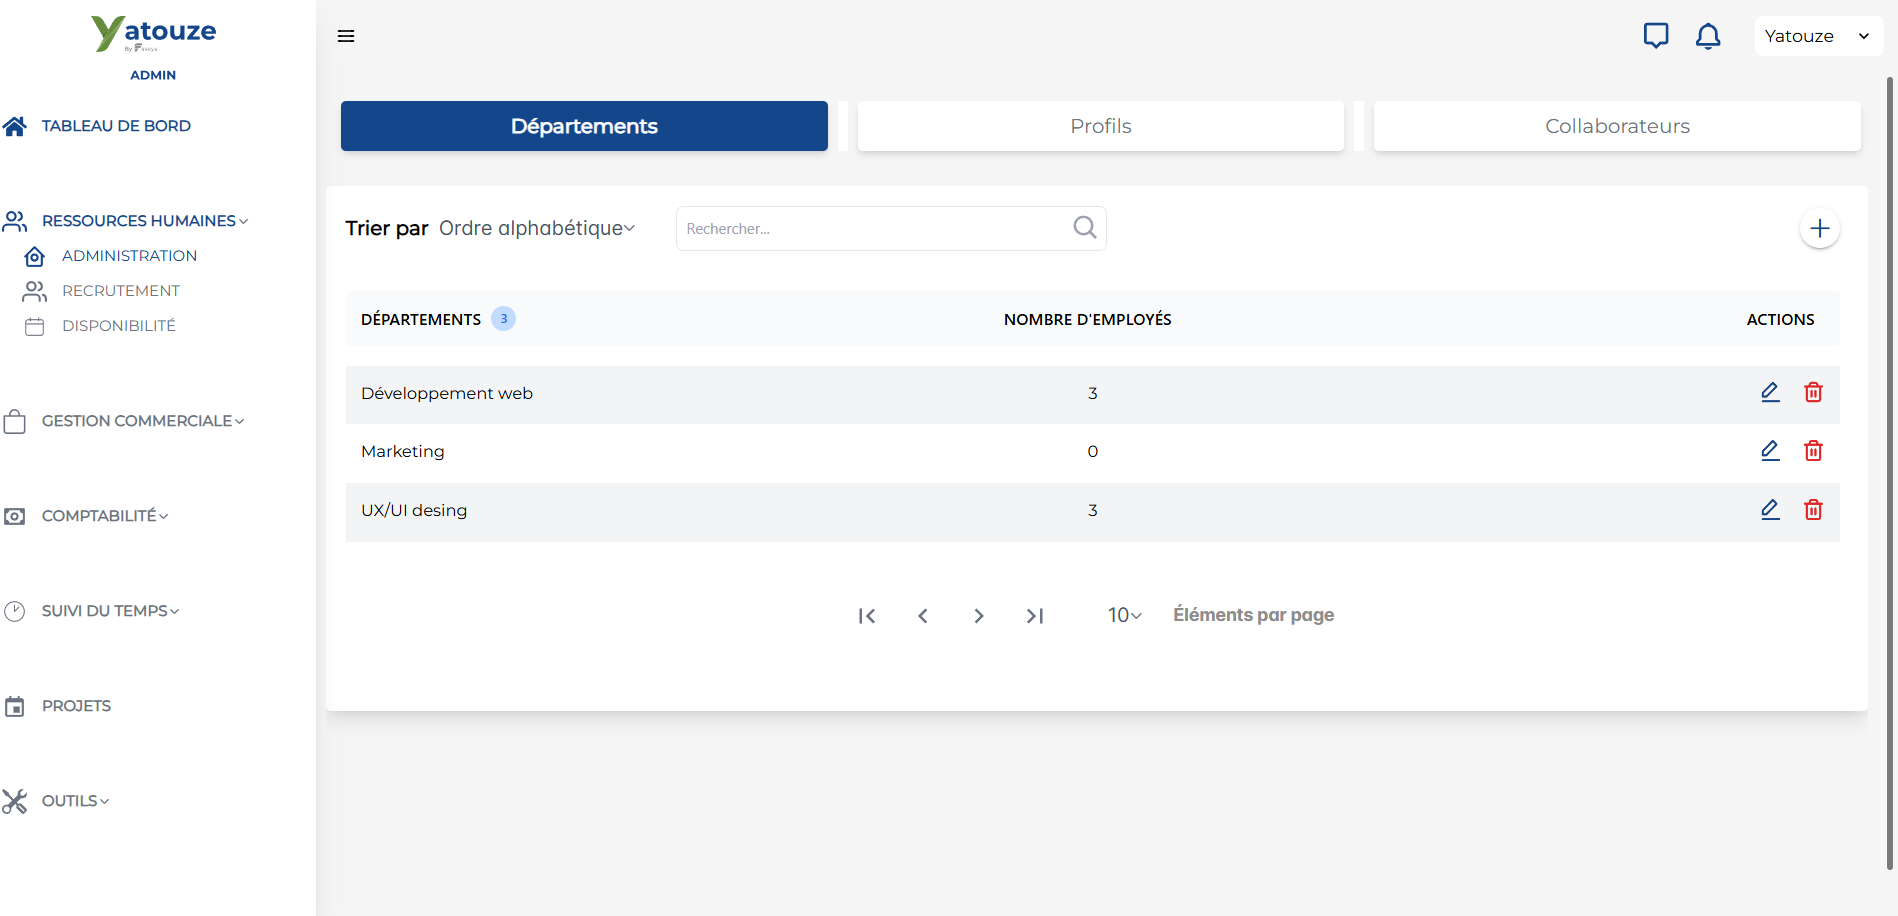 Yatouze
By Faseya
ADMIN
TABLEAU DE BORD
RESSOURCES HUMAINES
ADMINISTRATION
RECRUTEMENT
DISPONIBILITÉ
GESTION COMMERCIALE
COMPTABILITÉ
SUIVI DU TEMPS
PROJETS
OUTILS
Yatouze
Départements
Profils
Collaborateurs
Trier par Ordre alphabétique
Rechercher...
DÉPARTEMENTS 3 NOMBRE D'EMPLOYÉS ACTIONS
Développement web 3
Marketing 0
UX/UI desing 3
10 Éléments par page